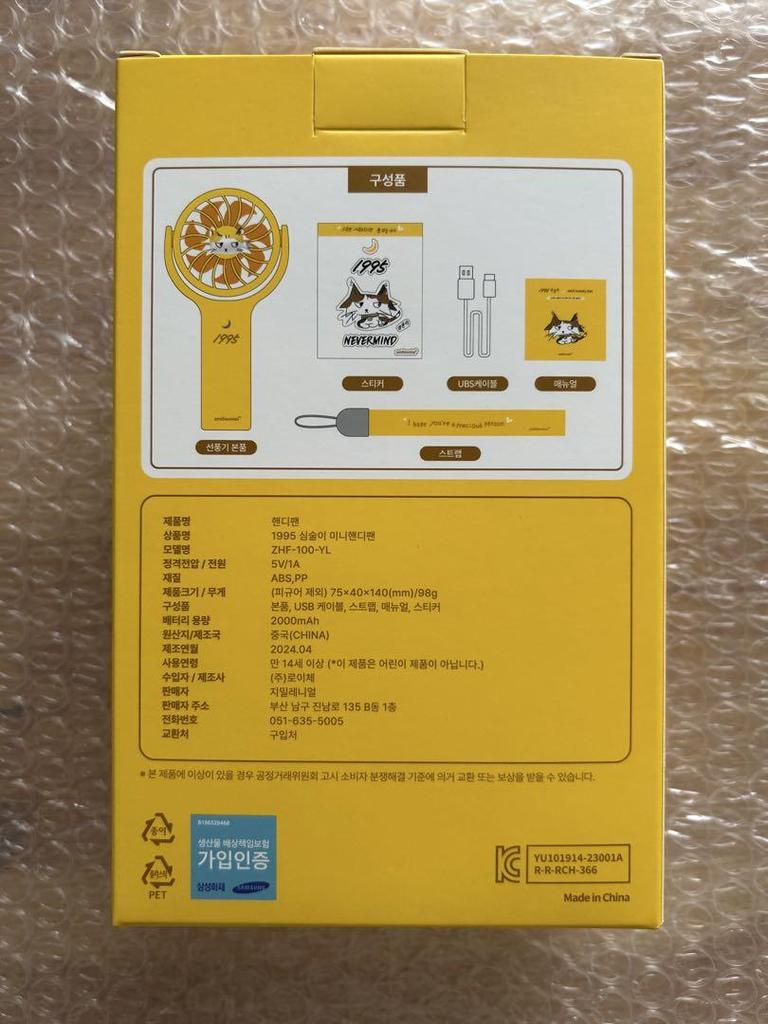 구성품
1995
1995
NEVERMIND
스티커
UBS케이블
매뉴얼
선풍기 본품
I hope you're a precious person
스트랩
제품명 핸디팬
상품명 1995 심술이 미니핸디팬
모델명 ZHF-100-YL
정격전압 / 전원 5V/1A
재질 ABS,PP
제품크기 / 무게 (피규어 제외) 75×40×140(mm)/98g
구성품 본품, USB 케이블, 스트랩, 매뉴얼, 스티커
배터리 용량 2000mAh
원산지/제조국 중국(CHINA)
제조연월 2024.04
사용연령 만 14세 이상 (*이 제품은 어린이 제품이 아닙니다.)
수입자 / 제조사 (주)로이체
판매자 지밀레니얼
판매자 주소 부산 남구 진남로 135 B동 1층
전화번호 051-635-5005
교환처 구입처
* 본 제품에 이상이 있을 경우 공정거래위원회 고시 소비자 분쟁해결 기준에 의거 교환 또는 보상을 받을 수 있습니다.
종이
플라스틱
PET
생산물 배상책임보험
가입인증
삼성화재 SAMSUNG
YU101914-23001A
R-R-RCH-366
Made in China